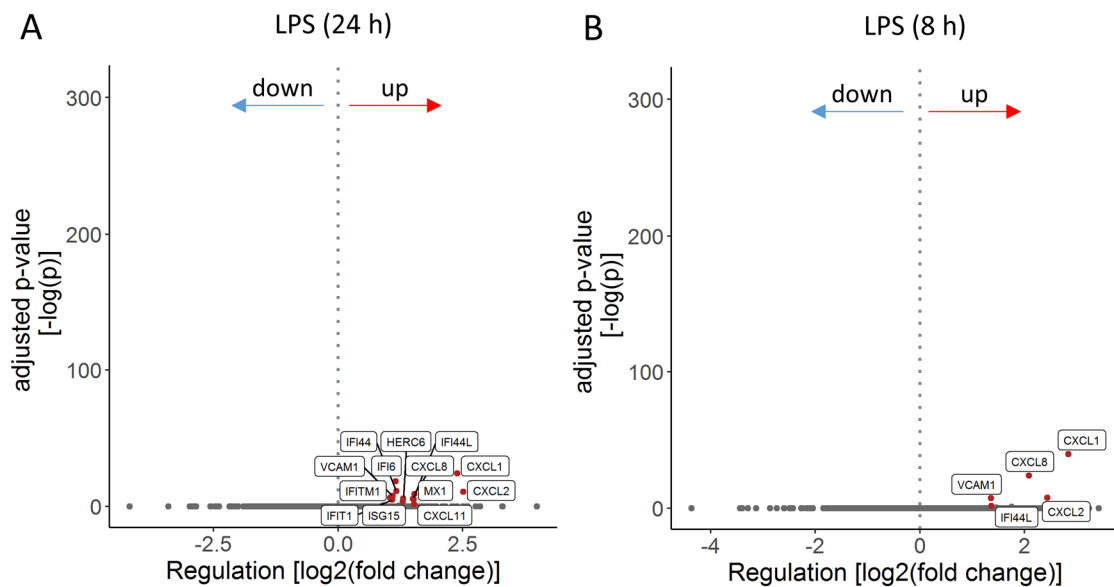 A
LPS (24 h)
down
up
300
200
100
0
adjusted p-value
[-log(p)]
IFI44
HERC6
IFI44L
VCAM1
IFI6
CXCL8
CXCL1
IFITM1
MX1
CXCL2
IFIT1
ISG15
CXCL11
-2.5
0.0
2.5
Regulation [log2(fold change)]
B
LPS (8 h)
down
up
300
200
100
0
adjusted p-value
[-log(p)]
CXCL1
CXCL8
VCAM1
IFI44L
CXCL2
-4
-2
0
2
Regulation [log2(fold change)]